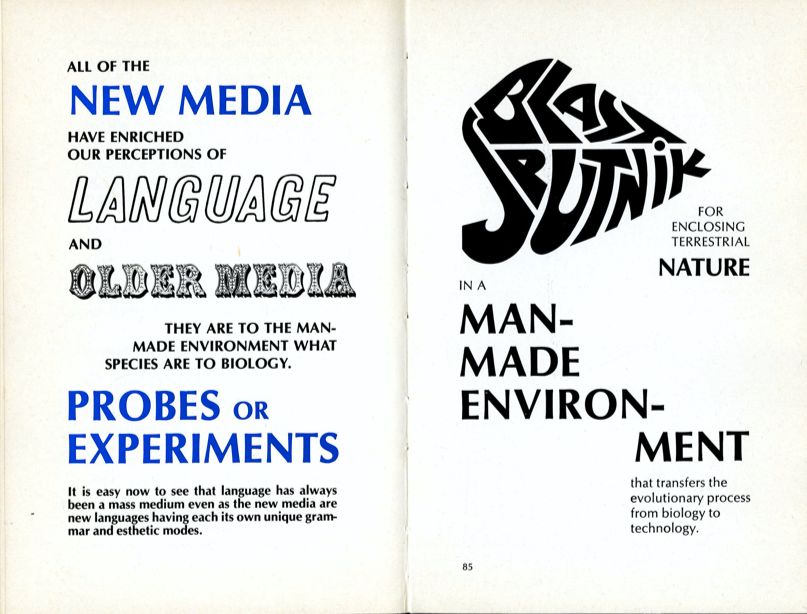 ALL OF THE
NEW MEDIA
HAVE ENRICHED
OUR PERCEPTIONS OF
LANGUAGE
AND
OLDER MEDIA
THEY ARE TO THE MAN-
MADE ENVIRONMENT WHAT
SPECIES ARE TO BIOLOGY.
PROBES OR
EXPERIMENTS
It is easy now to see that language has always
been a mass medium even as the new media are
new languages having each its own unique gram-
mar and esthetic modes.
BLAST
SPUTNiK
FOR
ENCLOSING
TERRESTRIAL
NATURE
IN A
MAN-
MADE
ENVIRON-
MENT
that transfers the
evolutionary process
from biology to
technology.
85